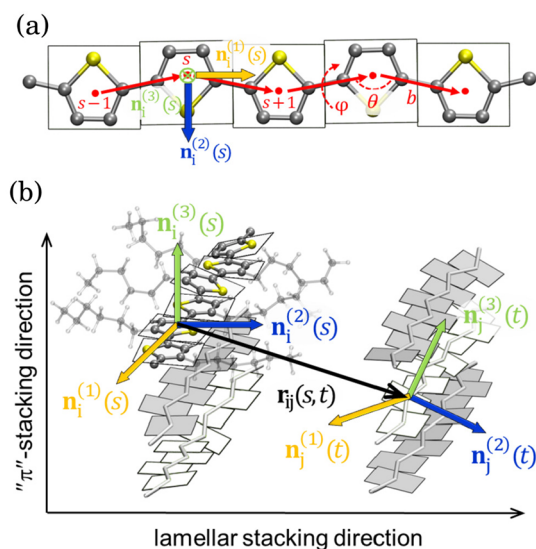 (a)
s
n_i^(1)(s)
s−1
n_i^(3)(s)
s+1
φ
θ
b
n_i^(2)(s)
(b)
n_i^(3)(s)
n_j^(3)(t)
n_i^(2)(s)
n_i^(1)(s)
r_ij(s,t)
n_j^(1)(t)
n_j^(2)(t)
"π"-stacking direction
lamellar stacking direction